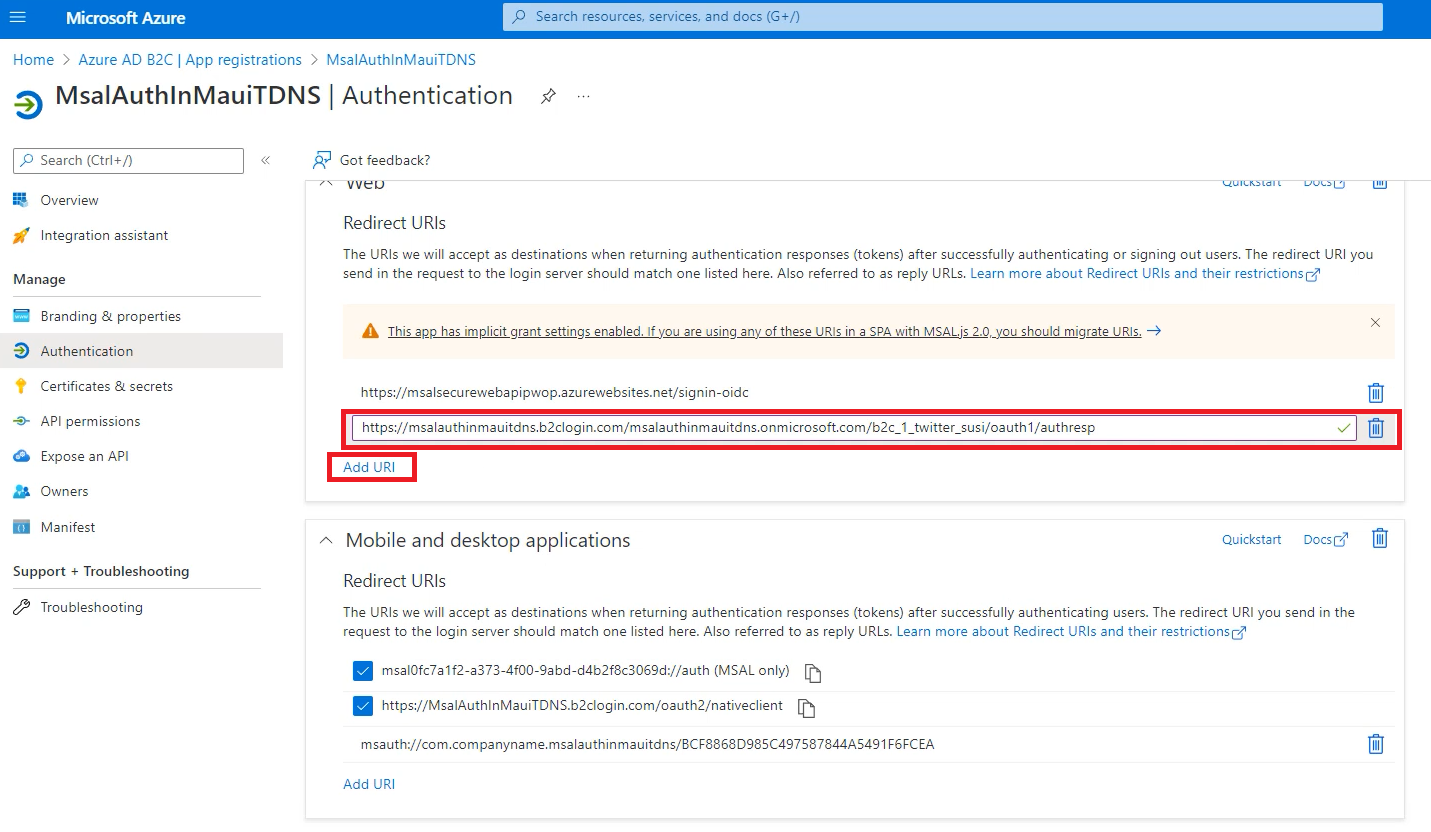 Microsoft Azure
Search resources, services, and docs (G+/)
Home > Azure AD B2C | App registrations > MsalAuthInMauiTDNS
MsalAuthInMauiTDNS | Authentication
Search (Ctrl+/)
«
Got feedback?
Overview
Integration assistant
Manage
Branding & properties
Authentication
Certificates & secrets
API permissions
Expose an API
Owners
Manifest
Support + Troubleshooting
Troubleshooting
Web
Quickstart
Docs
Redirect URIs
The URIs we will accept as destinations when returning authentication responses (tokens) after successfully authenticating or signing out users. The redirect URI you
send in the request to the login server should match one listed here. Also referred to as reply URLs. Learn more about Redirect URIs and their restrictions
This app has implicit grant settings enabled. If you are using any of these URIs in a SPA with MSAL.js 2.0, you should migrate URIs.
https://msalsecurewebapipwop.azurewebsites.net/signin-oidc
https://msalauthinmauitdns.b2clogin.com/msalauthinmauitdns.onmicrosoft.com/b2c_1_twitter_susi/oauth1/authresp
Add URI
Mobile and desktop applications
Quickstart
Docs
Redirect URIs
The URIs we will accept as destinations when returning authentication responses (tokens) after successfully authenticating users. The redirect URI you send in the
request to the login server should match one listed here. Also referred to as reply URLs. Learn more about Redirect URIs and their restrictions
msal0fc7a1f2-a373-4f00-9abd-d4b2f8c3069d://auth (MSAL only)
https://MsalAuthInMauiTDNS.b2clogin.com/oauth2/nativeclient
msauth://com.companyname.msalauthinmauitdns/BCF8868D985C497587844A5491F6FCEA
Add URI